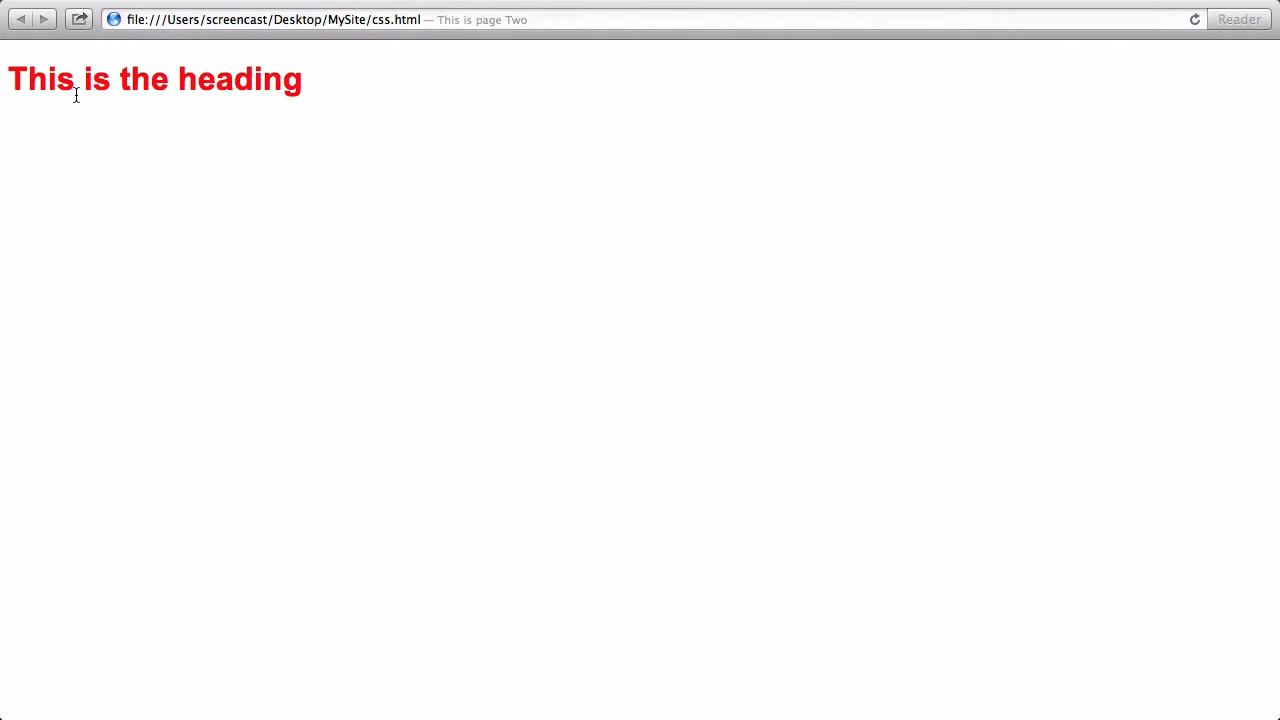 file:///Users/screencast/Desktop/MySite/css.html — This is page Two
Reader
This is the heading